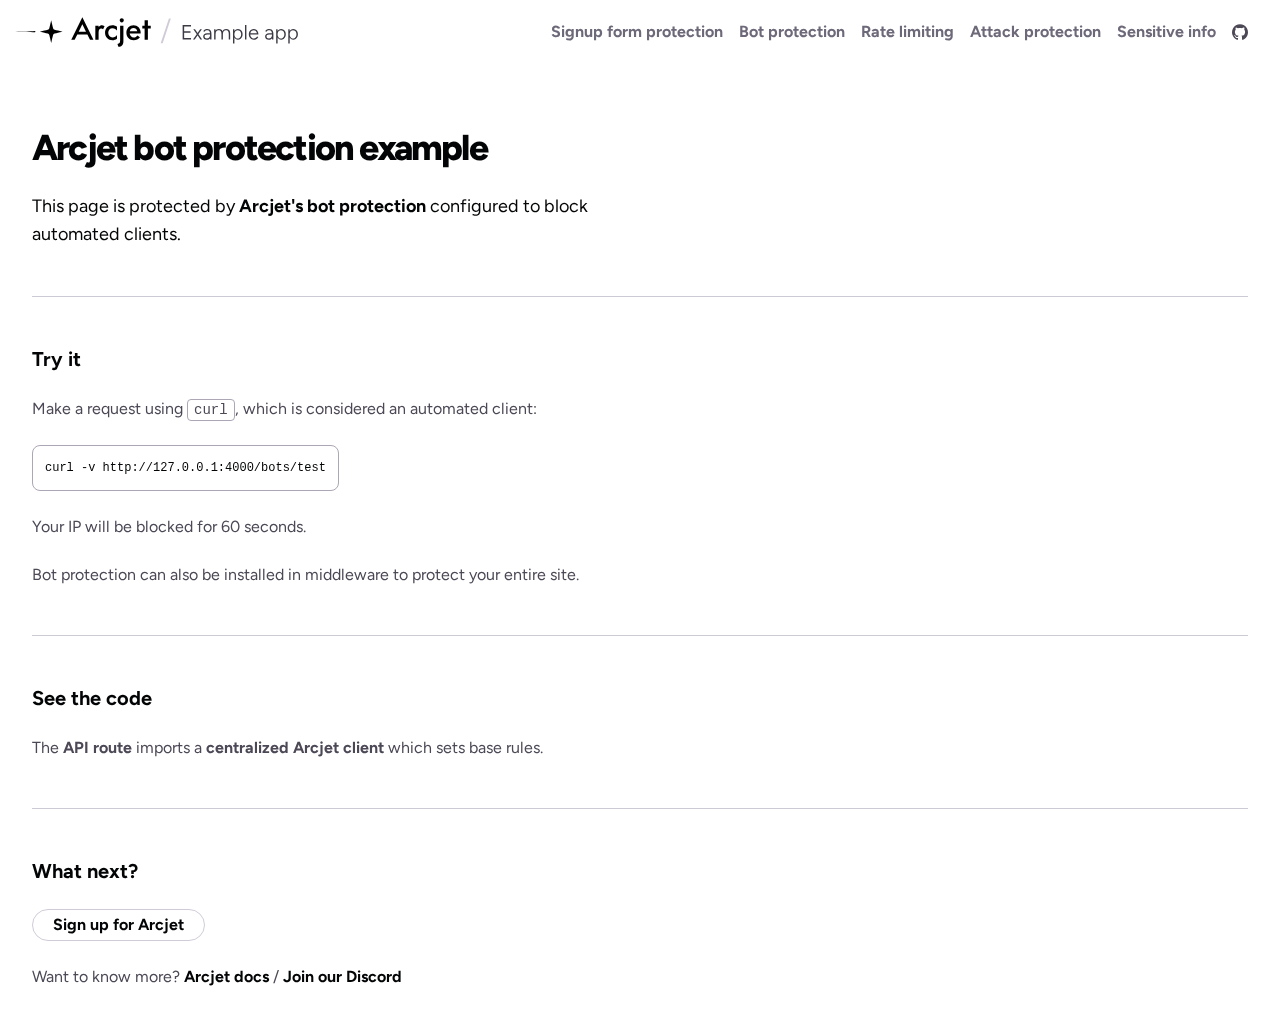 Arcjet / Example app
Signup form protection Bot protection Rate limiting Attack protection Sensitive info
Arcjet bot protection example
This page is protected by Arcjet's bot protection configured to block
automated clients.
Try it
Make a request using curl, which is considered an automated client:
curl -v http://127.0.0.1:4000/bots/test
Your IP will be blocked for 60 seconds.
Bot protection can also be installed in middleware to protect your entire site.
See the code
The API route imports a centralized Arcjet client which sets base rules.
What next?
Sign up for Arcjet
Want to know more? Arcjet docs / Join our Discord